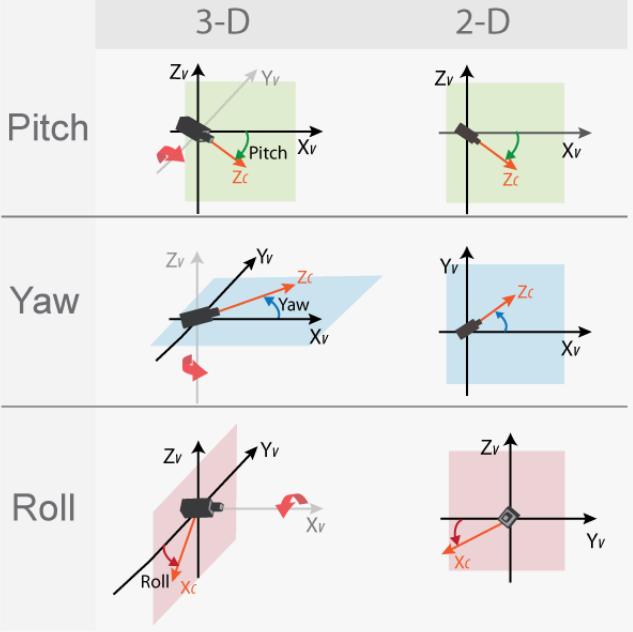 3-D 2-D
Pitch
Zv Yv Xv Pitch Zc
Zv Xv Zc
Yaw
Zv Yv Zc Yaw Xv
Yv Zc Xv
Roll
Zv Yv Xv Roll Xc
Zv Xc Yv